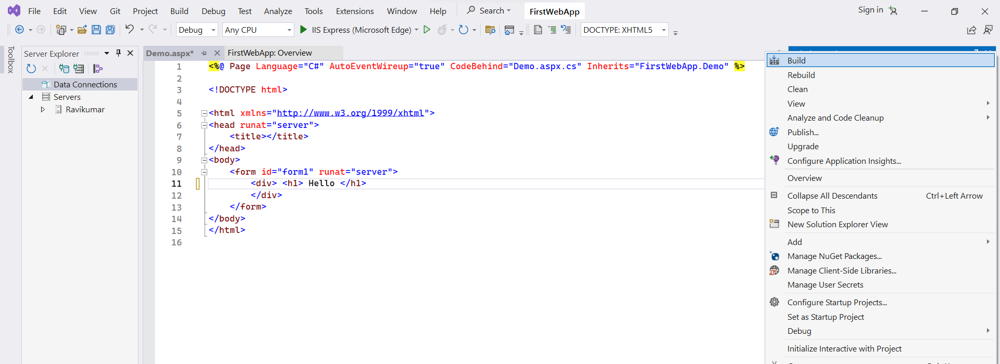 File Edit View Git Project Build Debug Test Analyze Tools Extensions Window Help Search FirstWebApp Sign in
Debug Any CPU IIS Express (Microsoft Edge) DOCTYPE: XHTML5
Toolbox
Server Explorer
Data Connections
Servers
Ravikumar
Demo.aspx* FirstWebApp: Overview
1 <%@ Page Language="C#" AutoEventWireup="true" CodeBehind="Demo.aspx.cs" Inherits="FirstWebApp.Demo" %>
2
3 <!DOCTYPE html>
4
5 <html xmlns="http://www.w3.org/1999/xhtml">
6 <head runat="server">
7 <title></title>
8 </head>
9 <body>
10 <form id="form1" runat="server">
11 <div> <h1> Hello </h1>
12 </div>
13 </form>
14 </body>
15 </html>
16
Build
Rebuild
Clean
View
Analyze and Code Cleanup
Publish...
Upgrade
Configure Application Insights...
Overview
Collapse All Descendants Ctrl+Left Arrow
Scope to This
New Solution Explorer View
Add
Manage NuGet Packages...
Manage Client-Side Libraries...
Manage User Secrets
Configure Startup Projects...
Set as Startup Project
Debug
Initialize Interactive with Project